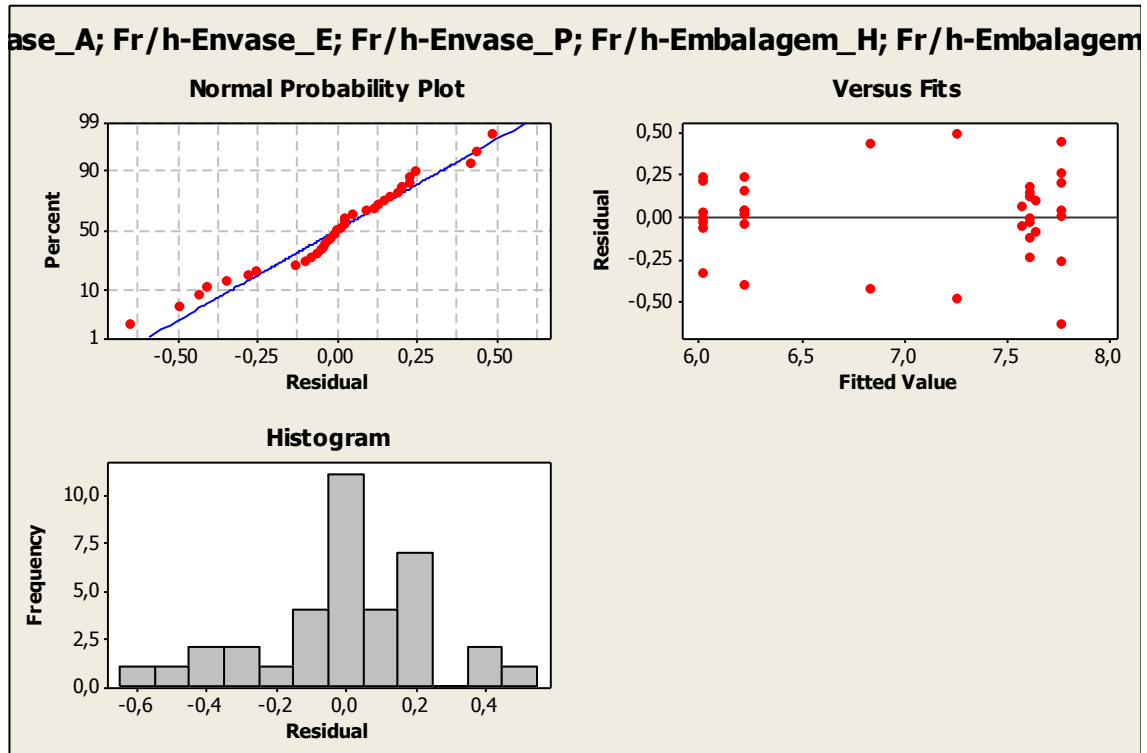 ase_A; Fr/h-Envase_E; Fr/h-Envase_P; Fr/h-Embalagem_H; Fr/h-Embalagem
Normal Probability Plot
99
90
50
10
1
Percent
-0,50 -0,25 0,00 0,25 0,50
Residual
Versus Fits
0,50
0,25
0,00
-0,25
-0,50
Residual
6,0 6,5 7,0 7,5 8,0
Fitted Value
Histogram
10,0
7,5
5,0
2,5
0,0
Frequency
-0,6 -0,4 -0,2 0,0 0,2 0,4
Residual